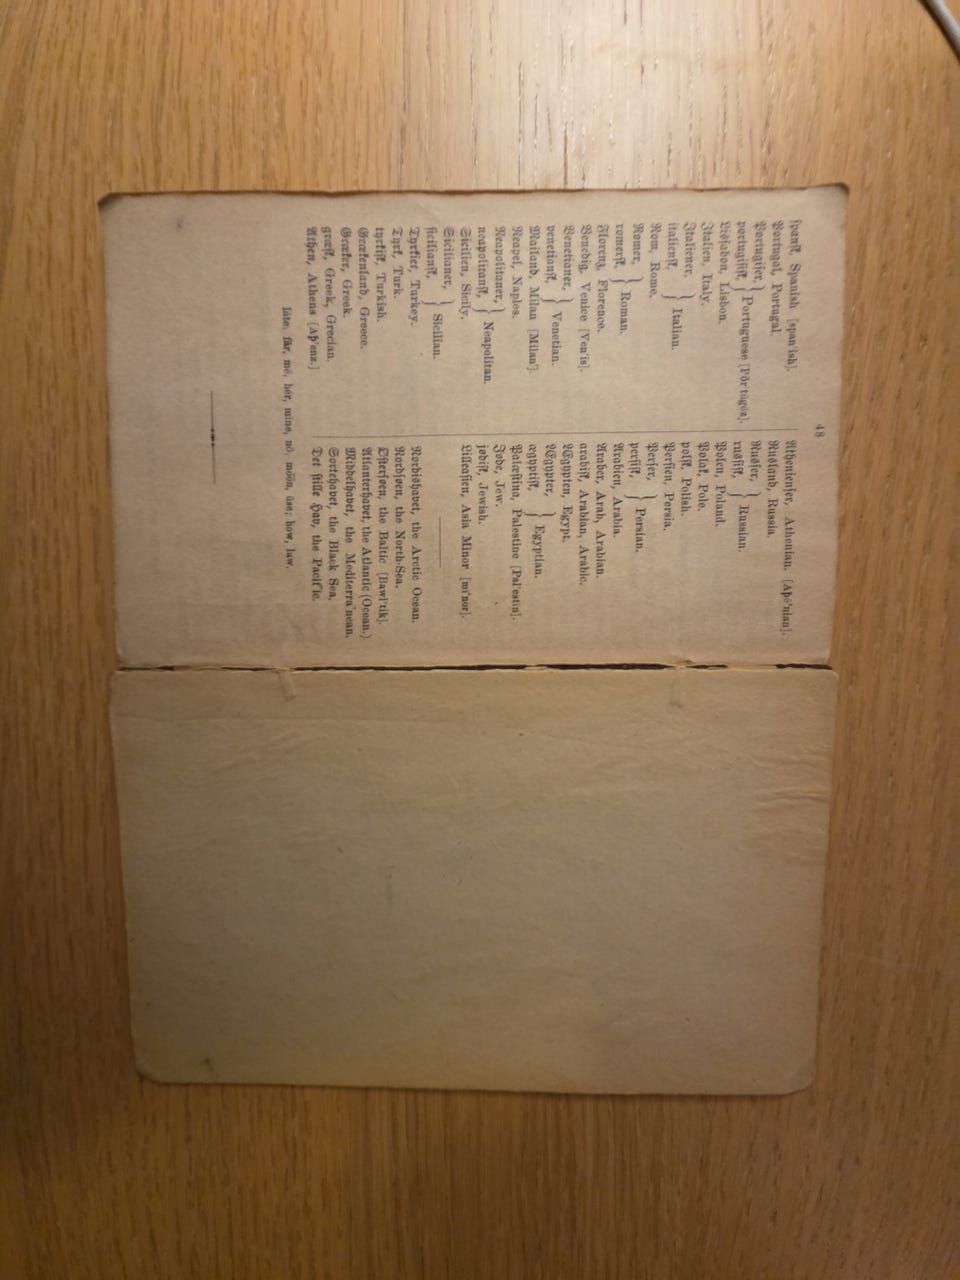 48
spansk, Spanish [span'ish].
Portugal, Portugal.
Portugiser, } Portuguese [Pōr'tūgēz].
portugisisk,
Lissabon, Lisbon.
Italien, Italy.
Italiener, } Italian.
italiensk,
Rom, Rome.
Romer, } Roman.
romersk,
Florenz, Florence.
Venedig, Venice [Ven'is].
Venetianer, } Venetian.
venetiansk,
Mailand, Milan [Milan'].
Neapel, Naples.
Neapolitaner, } Neapolitan.
neapolitansk,
Sicilien, Sicily.
Sicilianer, } Sicilian.
siciliansk,
Tyrkiet, Turkey.
Tyrk, Turk.
tyrkisk, Turkish.
Grækenland, Greece.
Græker, Greek.
græsk, Greek, Grecian.
Athen, Athens [Aþ'enz.]
Athenienser, Athenian. [Aþē'nian].
Rusland, Russia.
Russer, } Russian.
russisk,
Polen, Poland.
Polak, Pole.
polsk, Polish.
Persien, Persia.
Perser, } Persian.
persisk,
Arabien, Arabia.
Araber, Arab, Arabian.
arabisk, Arabian, Arabic.
Ægypten, Egypt.
Ægypter, } Egyptian.
ægyptisk,
Palæstina, Palestine [Pal'estin].
Jøde, Jew.
jødisk, Jewish.
Lilleasien, Asia Minor [mī'nor].
Nordishavet, the Arctic Ocean.
Nordsøen, the North-Sea.
Østersøen, the Baltic [Bawl'tik].
Atlanterhavet, the Atlantic (Ocean.)
Middelhavet, the Mediterra'nean.
Sortehavet, the Black Sea.
Det stille Hav, the Pacif'ic.
lāte, fär, mē, hér, mīne, nō, mōōn, ūse; how, law.